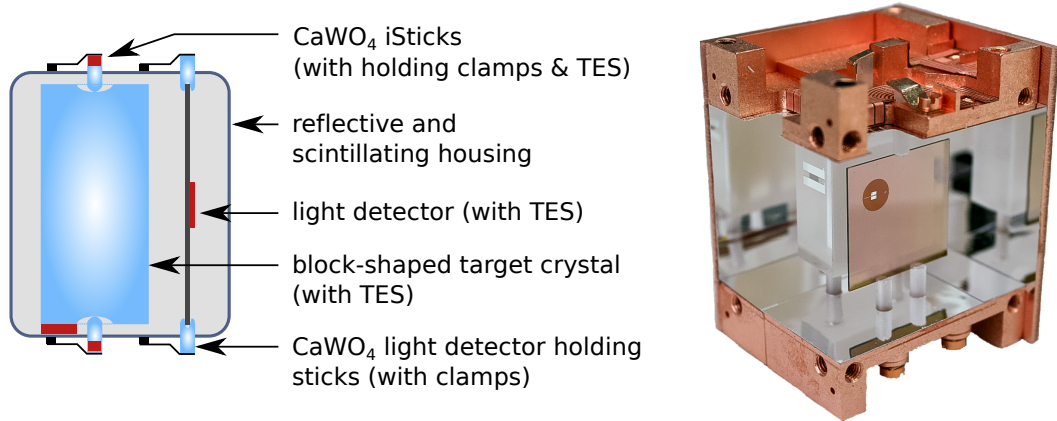 CaWO₄ iSticks
(with holding clamps & TES)
reflective and
scintillating housing
light detector (with TES)
block-shaped target crystal
(with TES)
CaWO₄ light detector holding
sticks (with clamps)